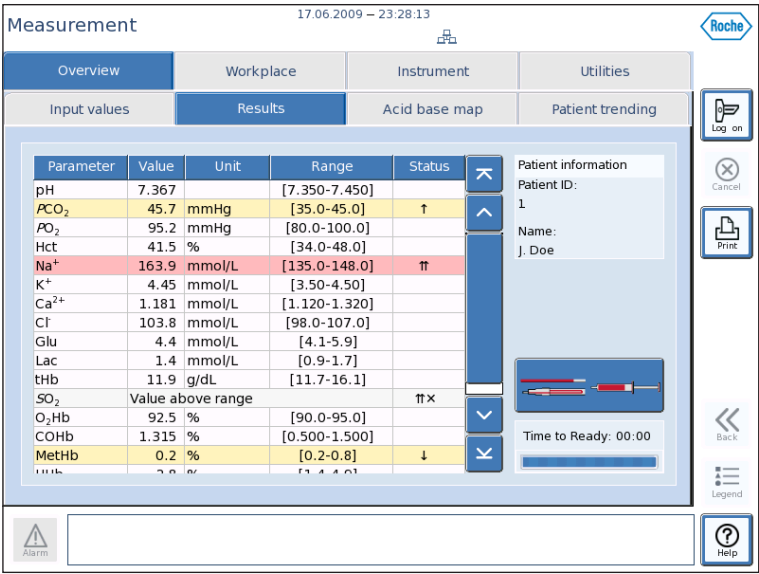 Measurement
17.06.2009 – 23:28:13
Roche
Overview Workplace Instrument Utilities
Input values Results Acid base map Patient trending
Log on
Cancel
Print
Parameter Value Unit Range Status
pH 7.367 [7.350-7.450]
PCO₂ 45.7 mmHg [35.0-45.0] ↑
PO₂ 95.2 mmHg [80.0-100.0]
Hct 41.5 % [34.0-48.0]
Na⁺ 163.9 mmol/L [135.0-148.0] ⇈
K⁺ 4.45 mmol/L [3.50-4.50]
Ca²⁺ 1.181 mmol/L [1.120-1.320]
Cl⁻ 103.8 mmol/L [98.0-107.0]
Glu 4.4 mmol/L [4.1-5.9]
Lac 1.4 mmol/L [0.9-1.7]
tHb 11.9 g/dL [11.7-16.1]
SO₂ Value above range ⇈×
O₂Hb 92.5 % [90.0-95.0]
COHb 1.315 % [0.500-1.500]
MetHb 0.2 % [0.2-0.8] ↓
Patient information
Patient ID:
1
Name:
J. Doe
Time to Ready: 00:00
Back
Legend
Alarm
Help